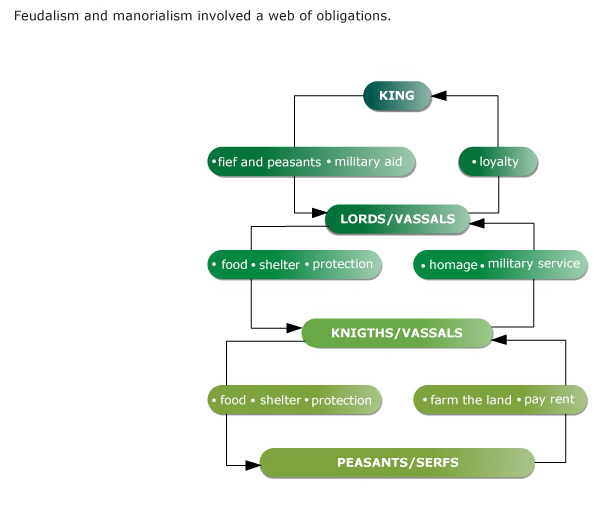 Feudalism and manorialism involved a web of obligations.
KING
• fief and peasants • military aid
• loyalty
LORDS/VASSALS
• food • shelter • protection
• homage • military service
KNIGTHS/VASSALS
• food • shelter • protection
• farm the land • pay rent
PEASANTS/SERFS